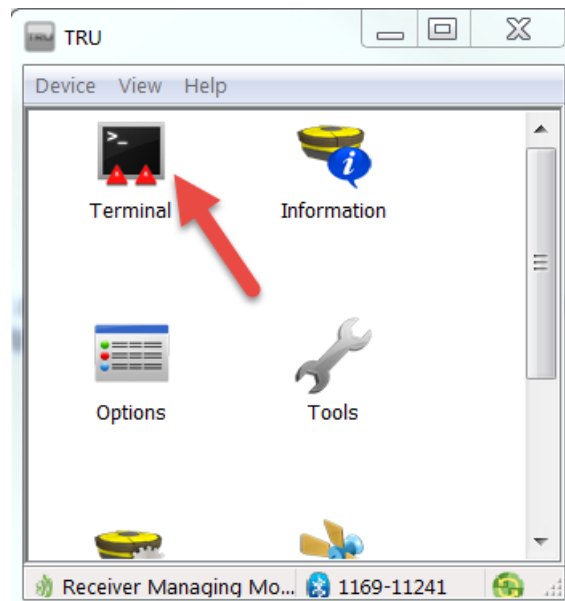 TRU
Device View Help
>_
Terminal Information
Options Tools
Receiver Managing Mo... 1169-11241